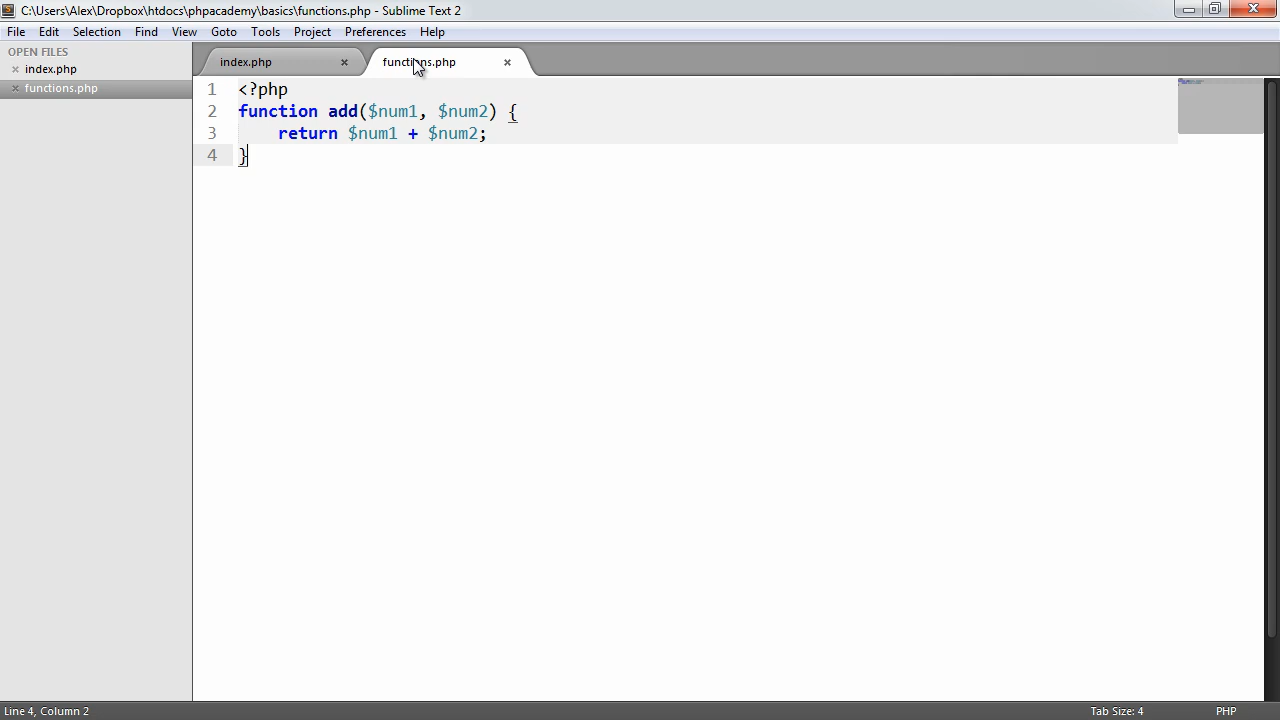 C:\Users\Alex\Dropbox\htdocs\phpacademy\basics\functions.php - Sublime Text 2
File Edit Selection Find View Goto Tools Project Preferences Help
OPEN FILES
index.php
functions.php
index.php functions.php
1 <?php
2 function add($num1, $num2) {
3     return $num1 + $num2;
4 }
Line 4, Column 2 Tab Size: 4 PHP